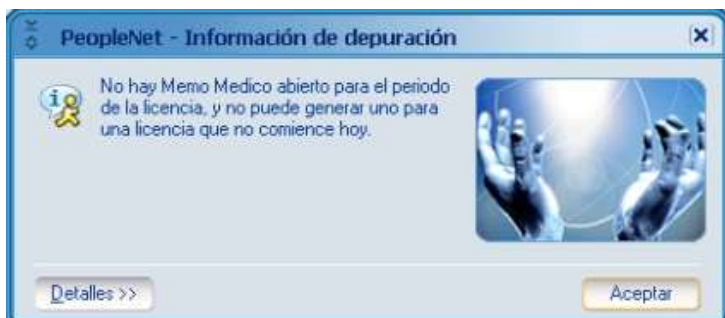 PeopleNet - Información de depuración
No hay Memo Medico abierto para el periodo
de la licencia, y no puede generar uno para
una licencia que no comience hoy.
Detalles >>
Aceptar